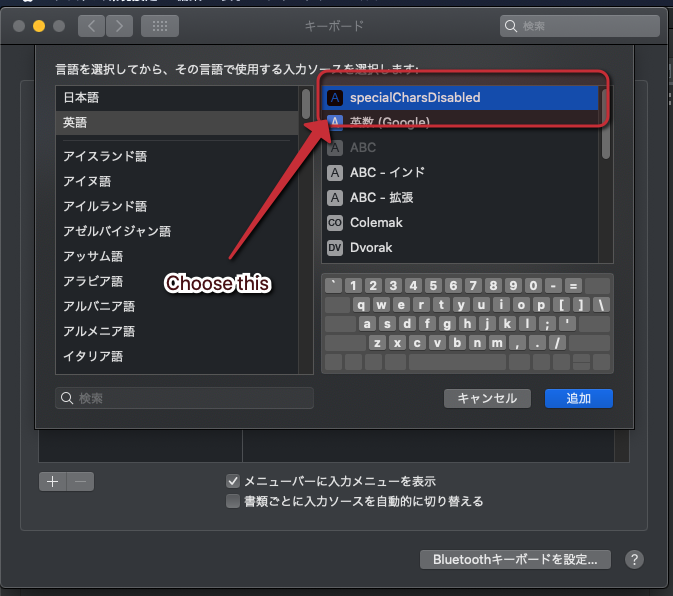 キーボード
検索
言語を選択してから、その言語で使用する入力ソースを選択します:
日本語
英語
アイスランド語
アイヌ語
アイルランド語
アゼルバイジャン語
アッサム語
アラビア語
アルバニア語
アルメニア語
イタリア語
A specialCharsDisabled
A 英数 (Google)
A ABC
A ABC - インド
A ABC - 拡張
CO Colemak
DV Dvorak
Choose this
` 1 2 3 4 5 6 7 8 9 0 - =
q w e r t y u i o p [ ] \
a s d f g h j k l ; '
z x c v b n m , . /
検索
キャンセル
追加
+ −
メニューバーに入力メニューを表示
書類ごとに入力ソースを自動的に切り替える
Bluetoothキーボードを設定...
?